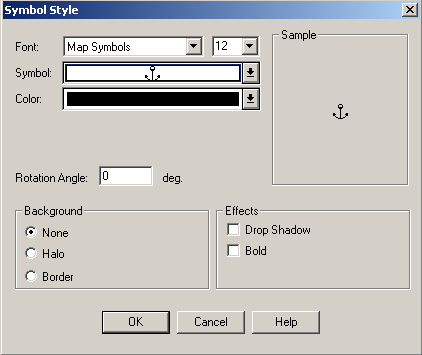 Symbol Style
Font: Map Symbols 12
Sample
Symbol:
Color:
Rotation Angle: 0 deg.
Background
None
Halo
Border
Effects
Drop Shadow
Bold
OK Cancel Help